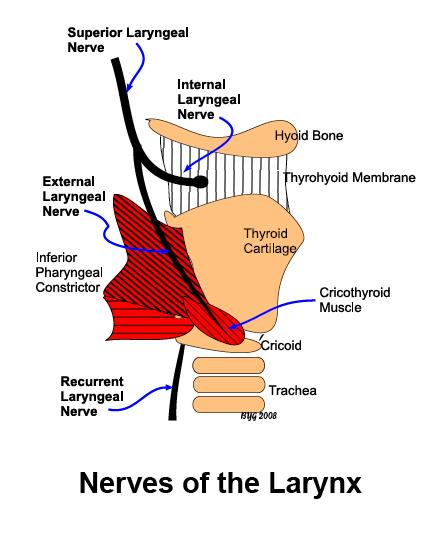 Superior Laryngeal
Nerve
Internal
Laryngeal
Nerve
Hyoid Bone
Thyrohyoid Membrane
External
Laryngeal
Nerve
Thyroid
Cartilage
Inferior
Pharyngeal
Constrictor
Cricothyroid
Muscle
Cricoid
Recurrent
Laryngeal
Nerve
Trachea
BYG 2008
Nerves of the Larynx